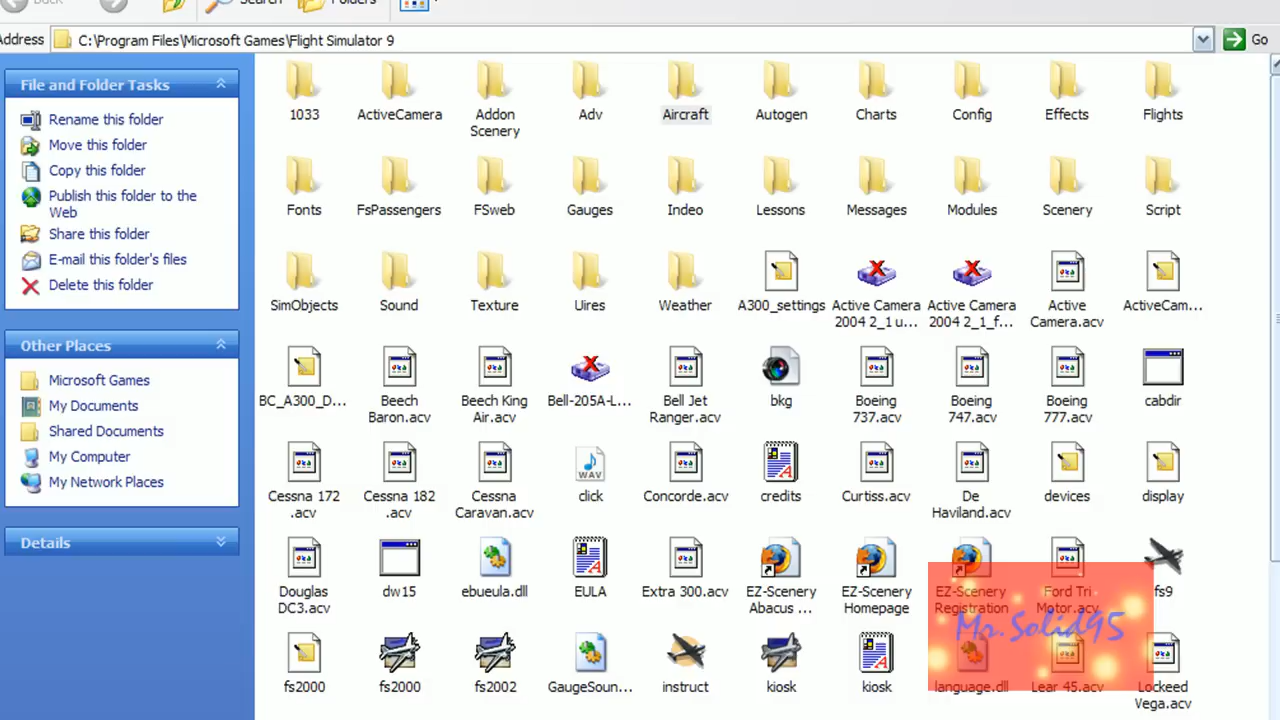 Back
Search
Folders
Address
C:\Program Files\Microsoft Games\Flight Simulator 9
Go
File and Folder Tasks
Rename this folder
Move this folder
Copy this folder
Publish this folder to the
Web
Share this folder
E-mail this folder's files
Delete this folder
Other Places
Microsoft Games
My Documents
Shared Documents
My Computer
My Network Places
Details
1033
ActiveCamera
Addon
Scenery
Adv
Aircraft
Autogen
Charts
Config
Effects
Flights
Fonts
FsPassengers
FSweb
Gauges
Indeo
Lessons
Messages
Modules
Scenery
Script
SimObjects
Sound
Texture
Uires
Weather
A300_settings
Active Camera
2004 2_1 u...
Active Camera
2004 2_1_f...
Active
Camera.acv
ActiveCam...
BC_A300_D...
Beech
Baron.acv
Beech King
Air.acv
Bell-205A-L...
Bell Jet
Ranger.acv
bkg
Boeing
737.acv
Boeing
747.acv
Boeing
777.acv
cabdir
Cessna 172
.acv
Cessna 182
.acv
Cessna
Caravan.acv
WAV
click
Concorde.acv
credits
Curtiss.acv
De
Haviland.acv
devices
display
Douglas
DC3.acv
dw15
ebueula.dll
EULA
Extra 300.acv
EZ-Scenery
Abacus ...
EZ-Scenery
Homepage
EZ-Scenery
Registration
Ford Tri
Motor.acv
fs9
Mr.Solid95
fs2000
fs2000
fs2002
GaugeSoun...
instruct
kiosk
kiosk
language.dll
Lear 45.acv
Lockeed
Vega.acv